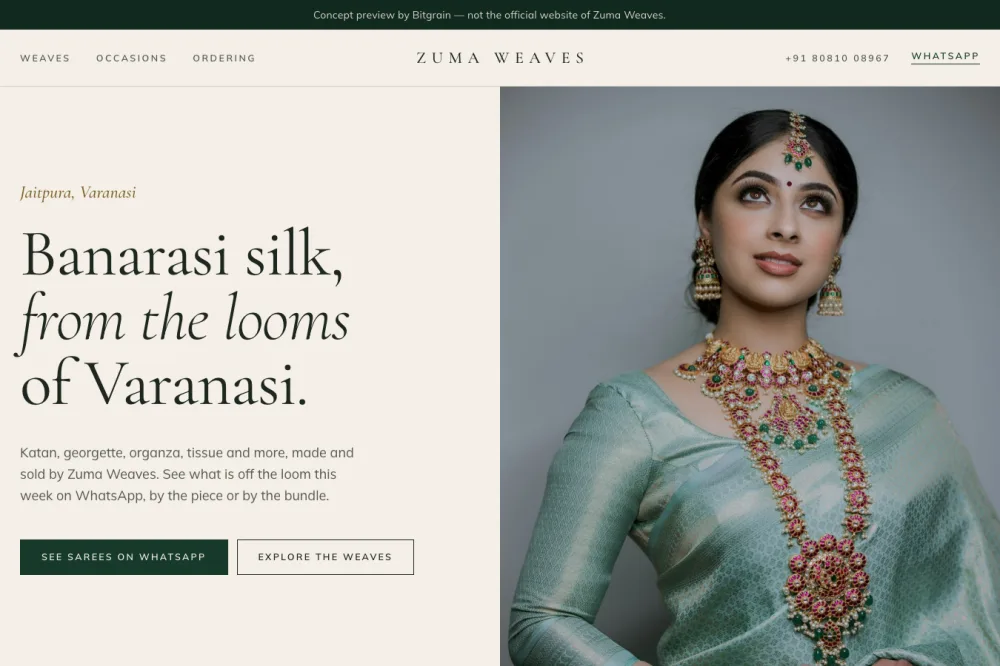 Concept preview by Bitgrain — not the official website of Zuma Weaves.
WEAVES OCCASIONS ORDERING ZUMA WEAVES +91 80810 08967 WHATSAPP
Jaitpura, Varanasi
Banarasi silk,
from the looms
of Varanasi.
Katan, georgette, organza, tissue and more, made and
sold by Zuma Weaves. See what is off the loom this
week on WhatsApp, by the piece or by the bundle.
SEE SAREES ON WHATSAPP EXPLORE THE WEAVES